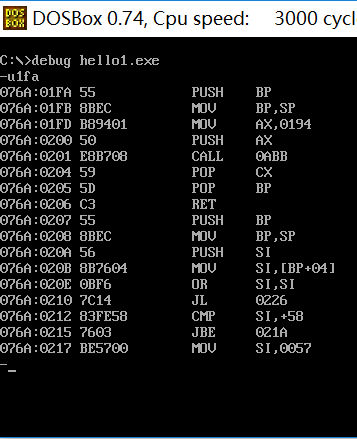 DOS BOX DOSBox 0.74, Cpu speed: 3000 cycl
C:\>debug hello1.exe
-u1fa
076A:01FA 55 PUSH BP
076A:01FB 8BEC MOV BP,SP
076A:01FD B89401 MOV AX,0194
076A:0200 50 PUSH AX
076A:0201 E8B708 CALL 0ABB
076A:0204 59 POP CX
076A:0205 5D POP BP
076A:0206 C3 RET
076A:0207 55 PUSH BP
076A:0208 8BEC MOV BP,SP
076A:020A 56 PUSH SI
076A:020B 8B7604 MOV SI,[BP+04]
076A:020E 0BF6 OR SI,SI
076A:0210 7C14 JL 0226
076A:0212 83FE58 CMP SI,+58
076A:0215 7603 JBE 021A
076A:0217 BE5700 MOV SI,0057
-_